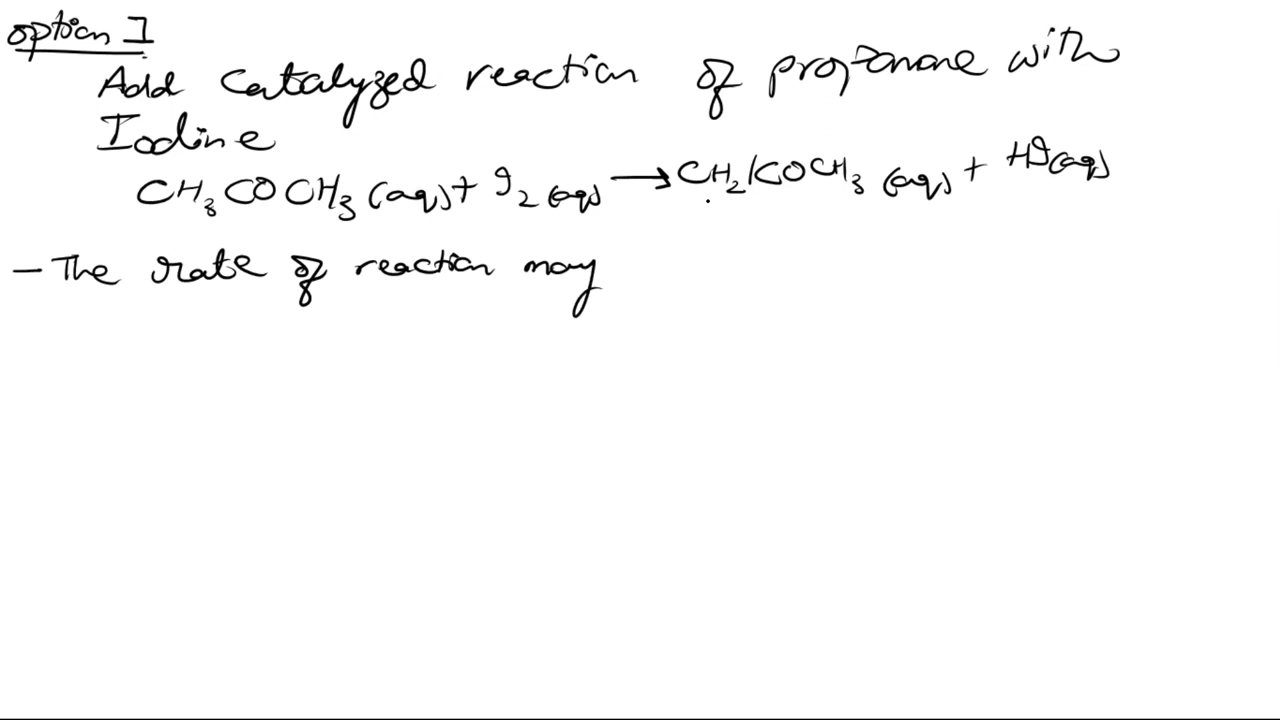 Option I
Acid Catalyzed reaction of propanone with
Iodine
CH₃COCH₃ (aq) + I₂ (aq) → CH₂ICOCH₃ (aq) + HI (aq)
- The rate of reaction may